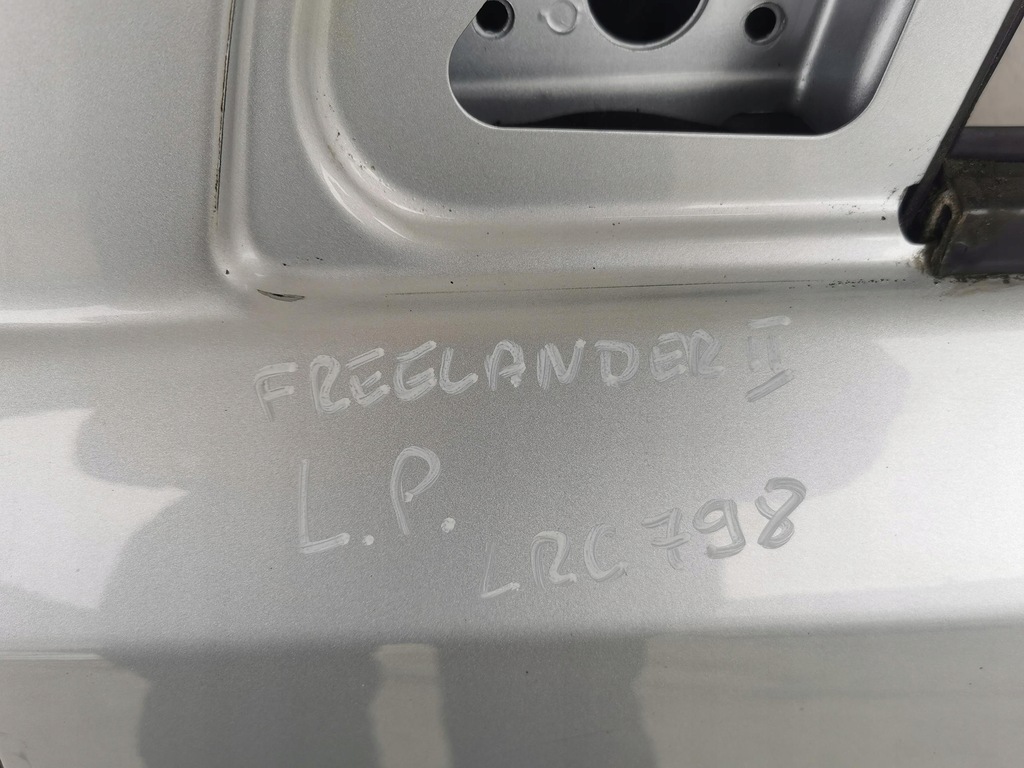 FREELANDER II
L.P.
LRC 798